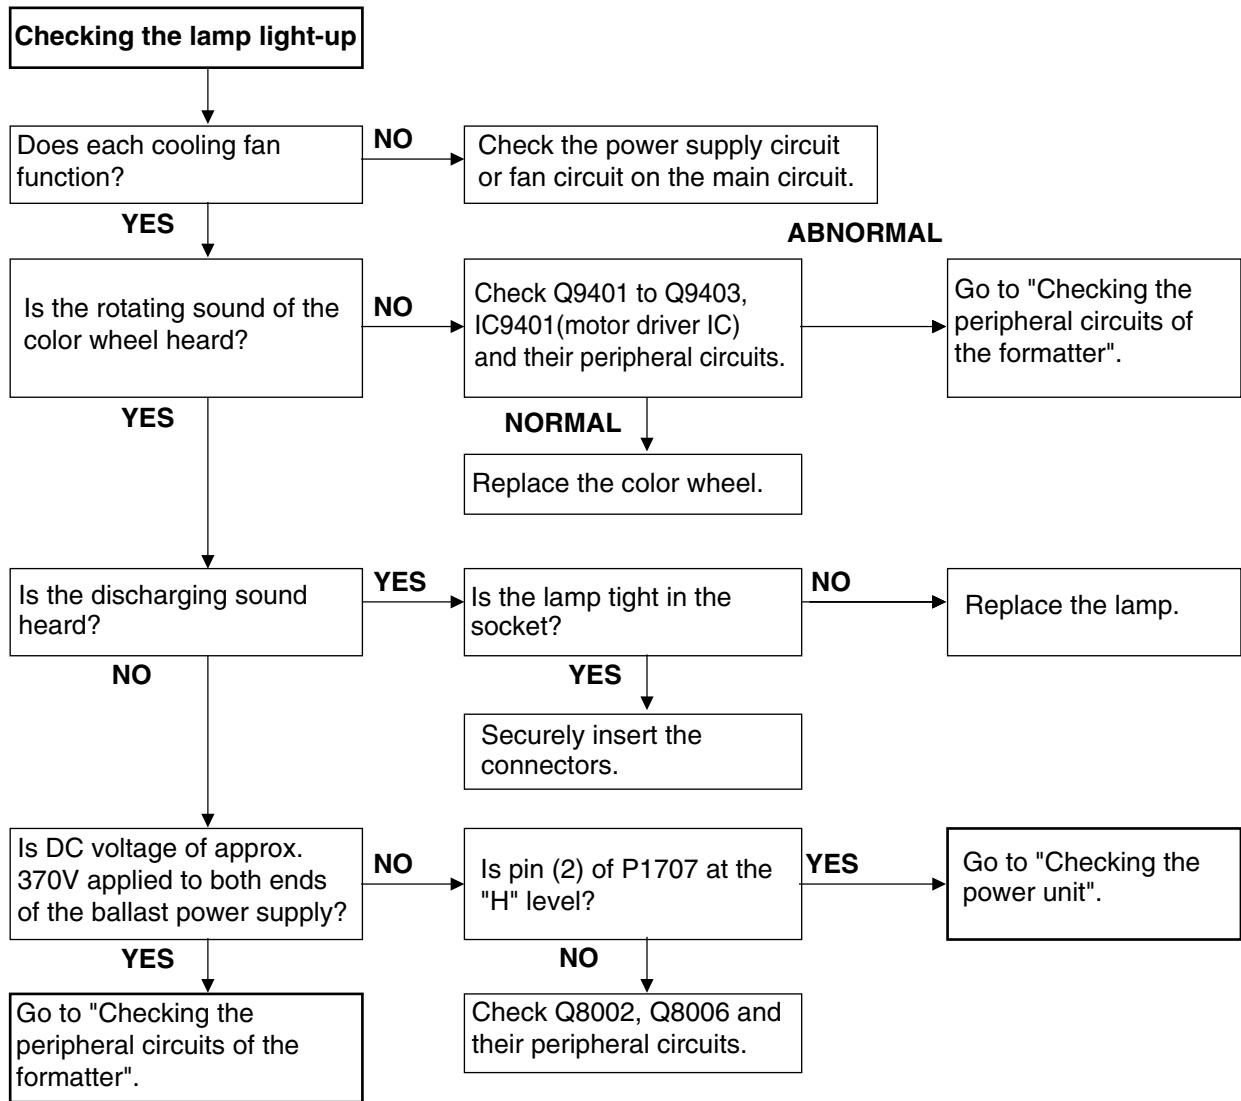 Checking the lamp light-up
Does each cooling fan
function?
NO
Check the power supply circuit
or fan circuit on the main circuit.
YES
ABNORMAL
Is the rotating sound of the
color wheel heard?
NO
Check Q9401 to Q9403,
IC9401(motor driver IC)
and their peripheral circuits.
Go to "Checking the
peripheral circuits of
the formatter".
YES
NORMAL
Replace the color wheel.
Is the discharging sound
heard?
YES
Is the lamp tight in the
socket?
NO
Replace the lamp.
NO
YES
Securely insert the
connectors.
Is DC voltage of approx.
370V applied to both ends
of the ballast power supply?
NO
Is pin (2) of P1707 at the
"H" level?
YES
Go to "Checking the
power unit".
YES
NO
Go to "Checking the
peripheral circuits of the
formatter".
Check Q8002, Q8006 and
their peripheral circuits.